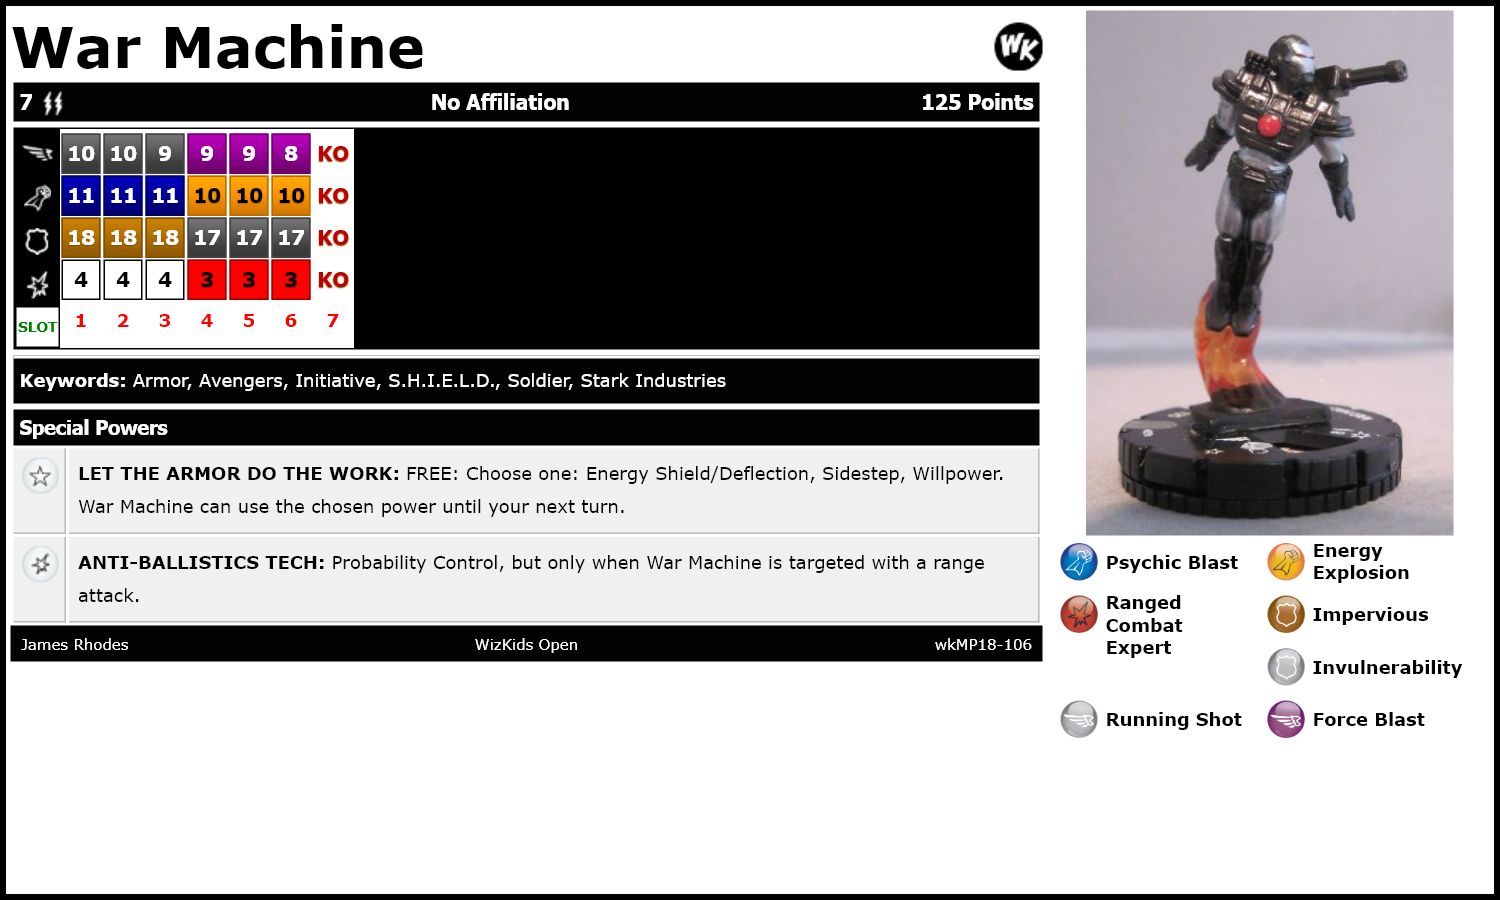 War Machine
WK
7 No Affiliation 125 Points
10 10 9 9 9 8 KO
11 11 11 10 10 10 KO
18 18 18 17 17 17 KO
4 4 4 3 3 3 KO
SLOT 1 2 3 4 5 6 7
Keywords: Armor, Avengers, Initiative, S.H.I.E.L.D., Soldier, Stark Industries
Special Powers
LET THE ARMOR DO THE WORK: FREE: Choose one: Energy Shield/Deflection, Sidestep, Willpower.
War Machine can use the chosen power until your next turn.
ANTI-BALLISTICS TECH: Probability Control, but only when War Machine is targeted with a range
attack.
James Rhodes WizKids Open wkMP18-106
Psychic Blast
Energy
Explosion
Ranged
Combat
Expert
Impervious
Invulnerability
Running Shot
Force Blast